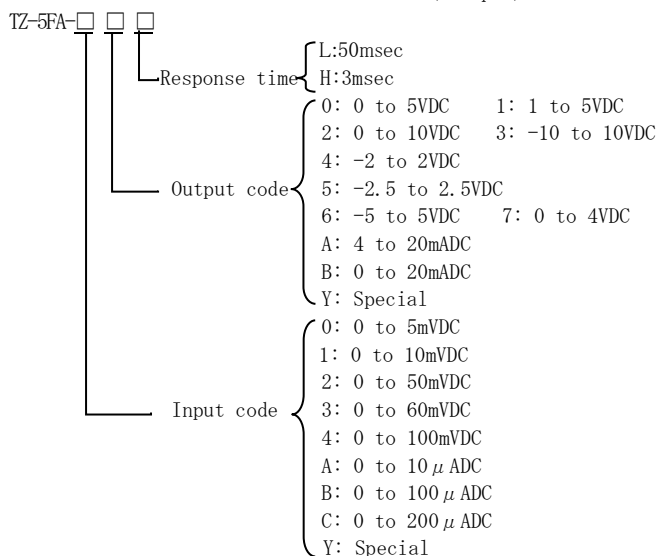 TZ-5FA-□ □ □
L:50msec
Response time H:3msec
0: 0 to 5VDC 1: 1 to 5VDC
2: 0 to 10VDC 3: -10 to 10VDC
4: -2 to 2VDC
Output code 5: -2.5 to 2.5VDC
6: -5 to 5VDC 7: 0 to 4VDC
A: 4 to 20mADC
B: 0 to 20mADC
Y: Special
0: 0 to 5mVDC
1: 0 to 10mVDC
2: 0 to 50mVDC
Input code 3: 0 to 60mVDC
4: 0 to 100mVDC
A: 0 to 10μADC
B: 0 to 100μADC
C: 0 to 200μADC
Y: Special